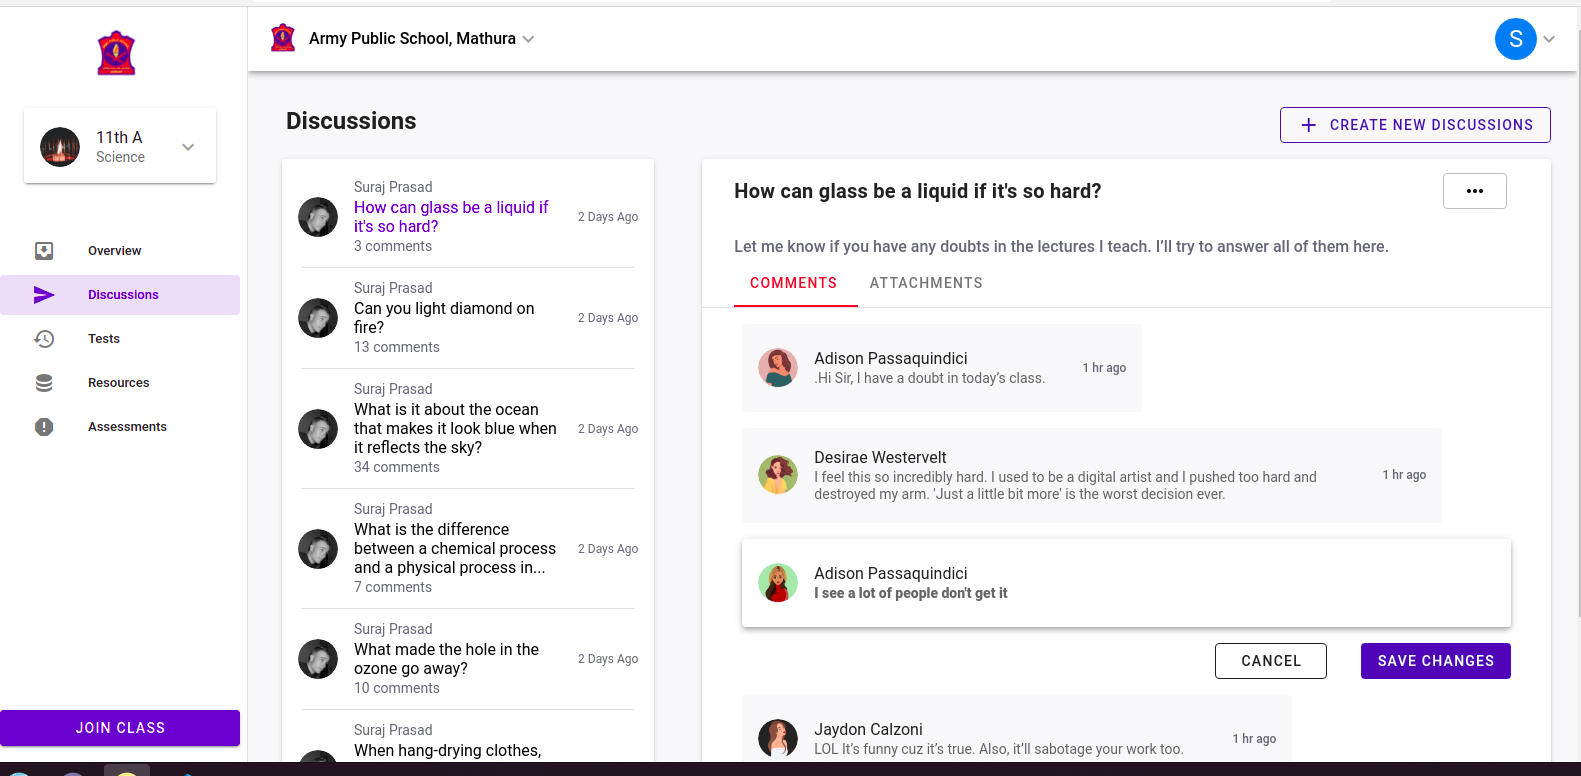 Army Public School, Mathura
S
11th A
Science
Overview
Discussions
Tests
Resources
Assessments
JOIN CLASS
Discussions
+ CREATE NEW DISCUSSIONS
Suraj Prasad
How can glass be a liquid if
it's so hard?
3 comments
2 Days Ago
Suraj Prasad
Can you light diamond on
fire?
13 comments
2 Days Ago
Suraj Prasad
What is it about the ocean
that makes it look blue when
it reflects the sky?
34 comments
2 Days Ago
Suraj Prasad
What is the difference
between a chemical process
and a physical process in...
7 comments
2 Days Ago
Suraj Prasad
What made the hole in the
ozone go away?
10 comments
2 Days Ago
Suraj Prasad
When hang-drying clothes,
How can glass be a liquid if it's so hard?
•••
Let me know if you have any doubts in the lectures I teach. I’ll try to answer all of them here.
COMMENTS ATTACHMENTS
Adison Passaquindici
.Hi Sir, I have a doubt in today’s class.
1 hr ago
Desirae Westervelt
I feel this so incredibly hard. I used to be a digital artist and I pushed too hard and
destroyed my arm. 'Just a little bit more' is the worst decision ever.
1 hr ago
Adison Passaquindici
I see a lot of people don't get it
CANCEL SAVE CHANGES
Jaydon Calzoni
LOL It’s funny cuz it’s true. Also, it’ll sabotage your work too.
1 hr ago